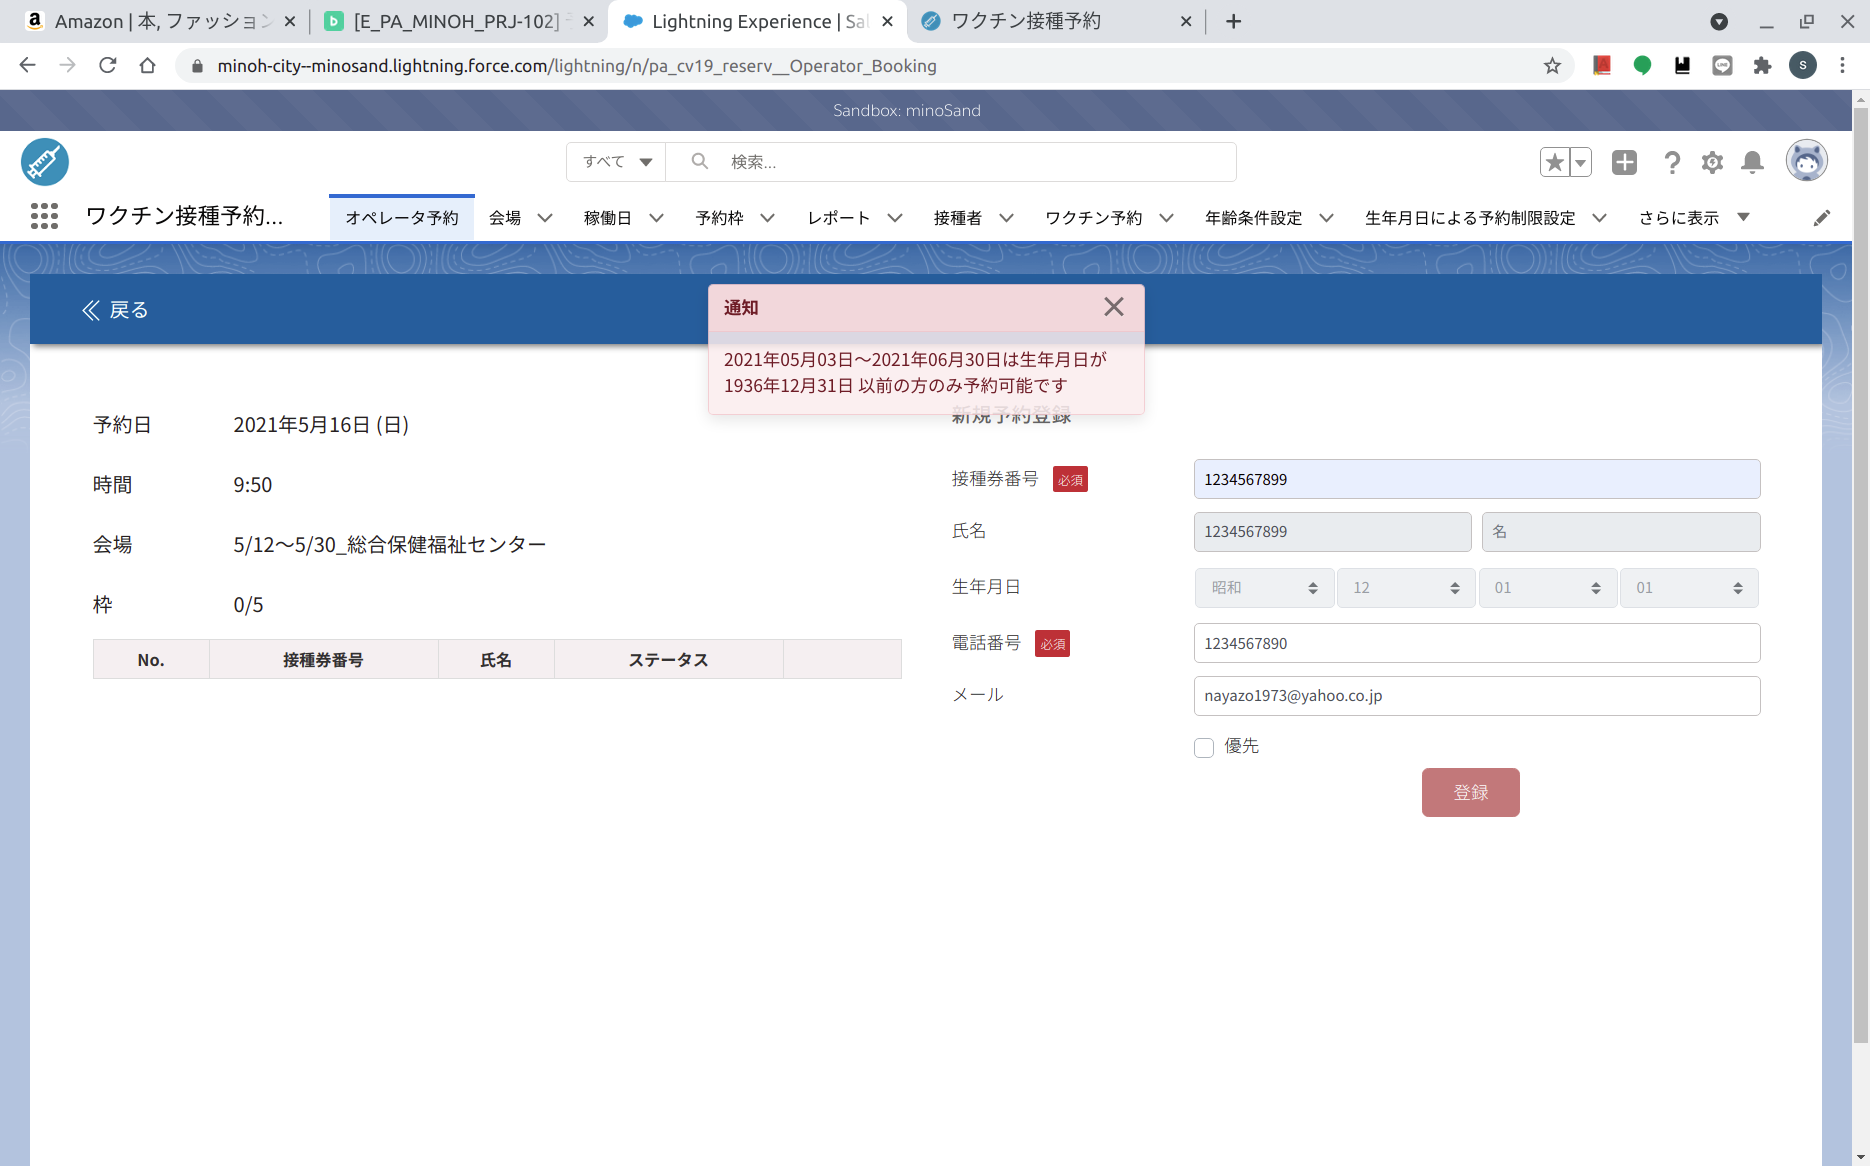 Amazon | 本, ファッション
[E_PA_MINOH_PRJ-102]
Lightning Experience | Sal
ワクチン接種予約
minoh-city--minosand.lightning.force.com/lightning/n/pa_cv19_reserv__Operator_Booking
S
Sandbox: minoSand
すべて
検索...
ワクチン接種予約...
オペレータ予約
会場
稼働日
予約枠
レポート
接種者
ワクチン予約
年齢条件設定
生年月日による予約制限設定
さらに表示
戻る
通知
2021年05月03日〜2021年06月30日は生年月日が
1936年12月31日 以前の方のみ予約可能です
予約日 2021年5月16日 (日)
時間 9:50
会場 5/12〜5/30_総合保健福祉センター
枠 0/5
No. 接種券番号 氏名 ステータス
新規予約登録
接種券番号 必須 1234567899
氏名 1234567899 名
生年月日 昭和 12 01 01
電話番号 必須 1234567890
メール nayazo1973@yahoo.co.jp
優先
登録